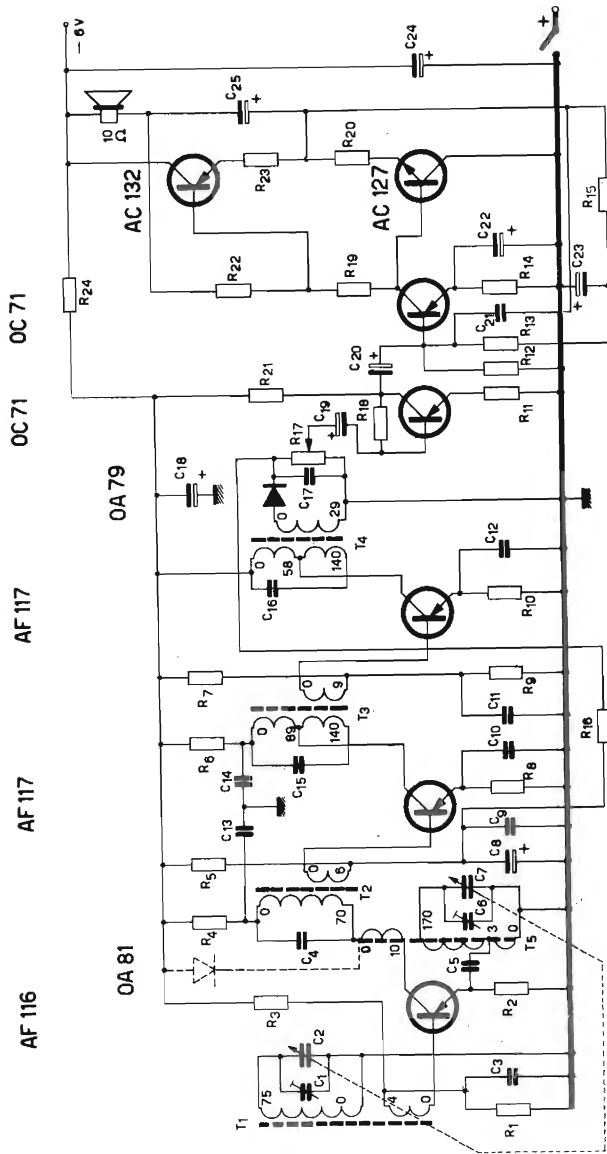 AF 116
AF 117
AF 117
OC 71
OC 71
OA 81
OA 79
AC 132
AC 127
– 6V
+
10
Ω
T1
75
0
4
0
C1
C2
R3
R1
C3
R2
C5
R4
C4
0
70
T2
0
6
0
10
170
3
0
T5
C6
C7
R5
C13
C14
R6
C8
+
C9
R8
C10
C11
R9
C15
0
89
140
T3
0
9
R7
R16
C16
0
58
140
T4
0
29
R10
C12
C18
+
C17
R17
C19
+
R18
R21
R11
C20
+
R24
R12
R13
C21
R14
C22
+
R22
R19
R23
R20
C25
+
C24
+
C23
+
R15